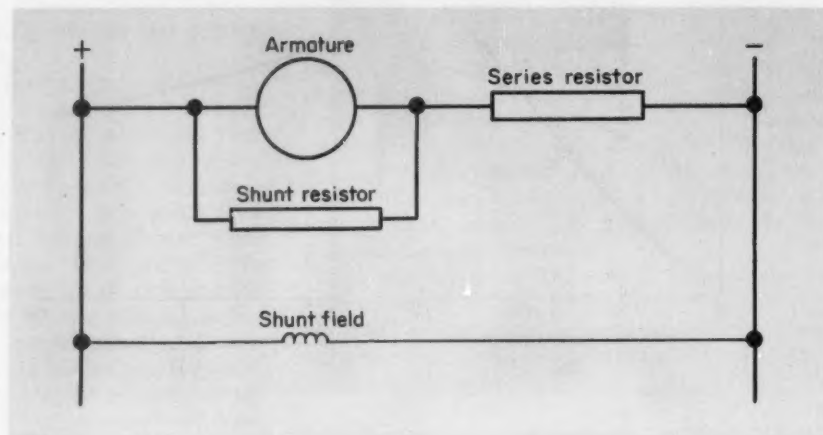 +
Armature
−
Series resistor
Shunt resistor
Shunt field